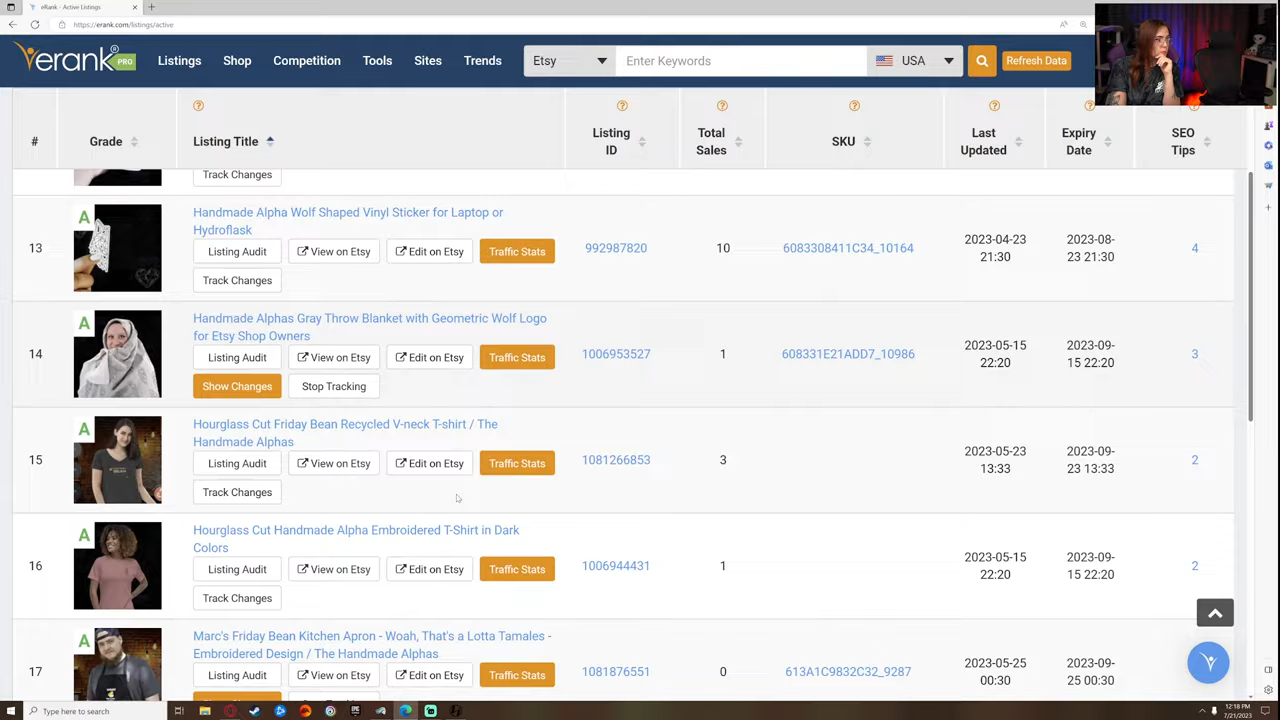 eRank - Active Listings
https://erank.com/listings/active
erank® PRO
Listings
Shop
Competition
Tools
Sites
Trends
Etsy
Enter Keywords
USA
Refresh Data
#
Grade
Listing Title
Listing ID
Total Sales
SKU
Last Updated
Expiry Date
SEO Tips
Track Changes
13
A
Handmade Alpha Wolf Shaped Vinyl Sticker for Laptop or
Hydroflask
Listing Audit
View on Etsy
Edit on Etsy
Traffic Stats
Track Changes
992987820
10
6083308411C34_10164
2023-04-23
21:30
2023-08-
23 21:30
4
14
A
Handmade Alphas Gray Throw Blanket with Geometric Wolf Logo
for Etsy Shop Owners
Listing Audit
View on Etsy
Edit on Etsy
Traffic Stats
Show Changes
Stop Tracking
1006953527
1
608331E21ADD7_10986
2023-05-15
22:20
2023-09-
15 22:20
3
15
A
Hourglass Cut Friday Bean Recycled V-neck T-shirt / The
Handmade Alphas
Listing Audit
View on Etsy
Edit on Etsy
Traffic Stats
Track Changes
1081266853
3
2023-05-23
13:33
2023-09-
23 13:33
2
16
A
Hourglass Cut Handmade Alpha Embroidered T-Shirt in Dark
Colors
Listing Audit
View on Etsy
Edit on Etsy
Traffic Stats
Track Changes
1006944431
1
2023-05-15
22:20
2023-09-
15 22:20
2
17
A
Marc's Friday Bean Kitchen Apron - Woah, That's a Lotta Tamales -
Embroidered Design / The Handmade Alphas
Listing Audit
View on Etsy
Edit on Etsy
Traffic Stats
1081876551
0
613A1C9832C32_9287
2023-05-25
00:30
2023-09-
25 00:30
4
Type here to search
12:18 PM
7/21/2023